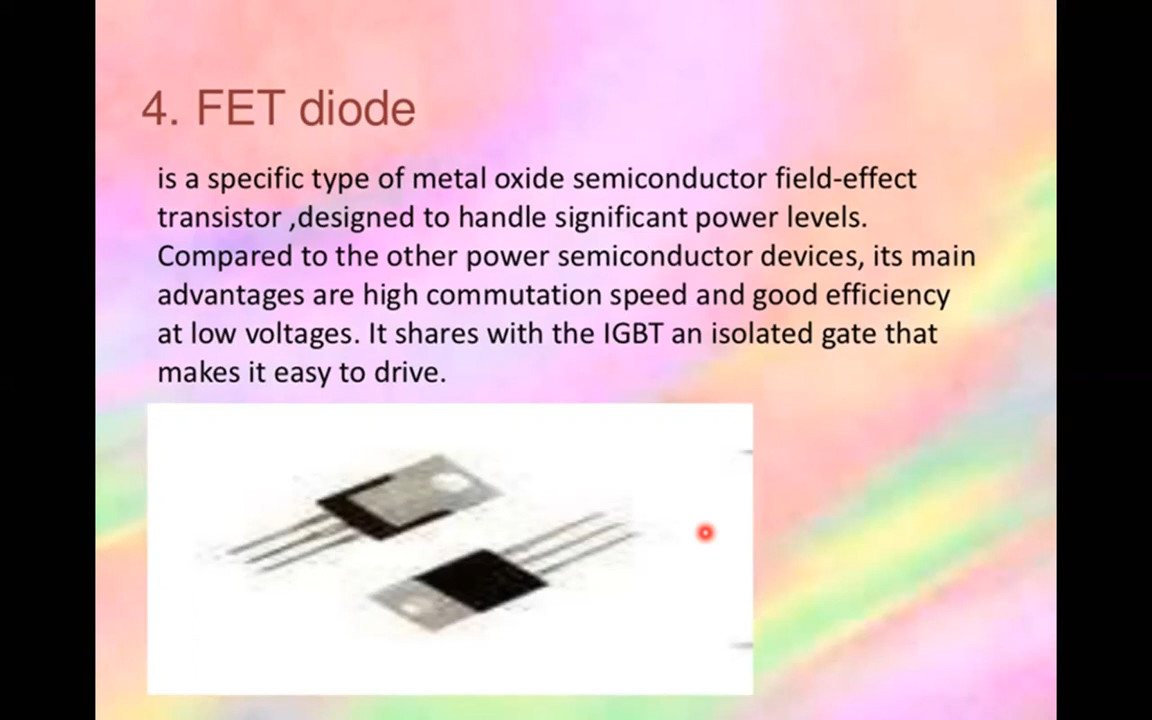 4. FET diode
is a specific type of metal oxide semiconductor field-effect
transistor ,designed to handle significant power levels.
Compared to the other power semiconductor devices, its main
advantages are high commutation speed and good efficiency
at low voltages. It shares with the IGBT an isolated gate that
makes it easy to drive.